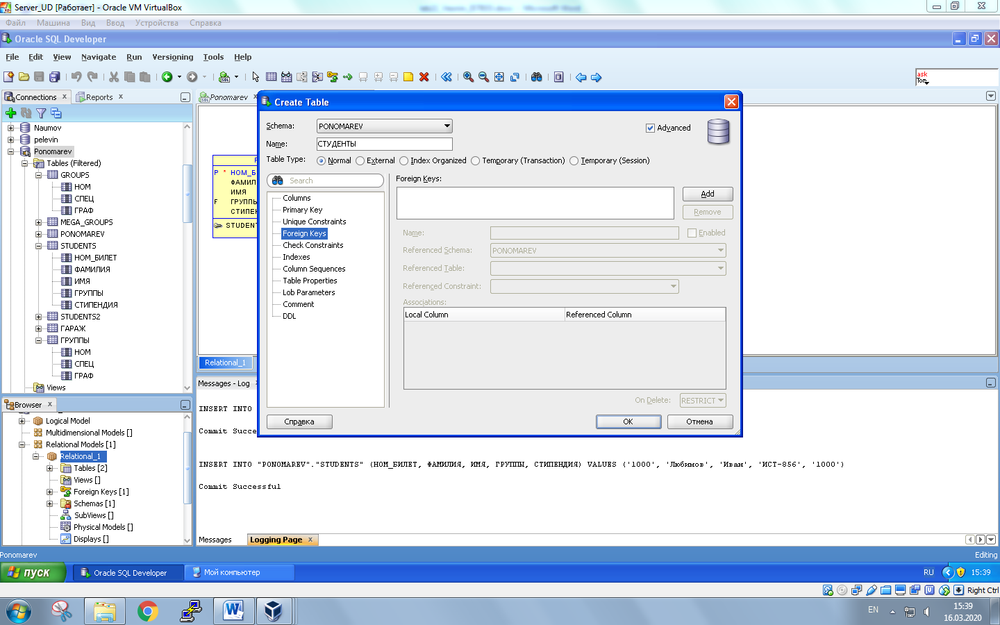 Server_UD [Работает] - Oracle VM VirtualBox
Файл Машина Вид Ввод Устройства Справка
Oracle SQL Developer
File Edit View Navigate Run Versioning Tools Help
ask
Tom
Connections x Reports x
Ponomarev
Naumov
pelevin
Ponomarev
Tables (Filtered)
GROUPS
НОМ
СПЕЦ
ГРАФ
MEGA_GROUPS
PONOMAREV
STUDENTS
НОМ_БИЛЕТ
ФАМИЛИЯ
ИМЯ
ГРУППЫ
СТИПЕНДИЯ
STUDENTS2
ГАРАЖ
ГРУППЫ
НОМ
СПЕЦ
ГРАФ
Views
P * НОМ_Б
ФАМИЛ
ИМЯ
F ГРУППЫ
СТИПЕН
STUDENT
Relational_1
Create Table
Schema: PONOMAREV
Advanced
Name: СТУДЕНТЫ
Table Type: Normal External Index Organized Temporary (Transaction) Temporary (Session)
Search
Columns
Primary Key
Unique Constraints
Foreign Keys
Check Constraints
Indexes
Column Sequences
Table Properties
Lob Parameters
Comment
DDL
Foreign Keys:
Add
Remove
Name: Enabled
Referenced Schema: PONOMAREV
Referenced Table:
Referenced Constraint:
Associations:
Local Column Referenced Column
On Delete: RESTRICT
Справка OK Отмена
Messages - Log
INSERT INTO
Commit Succe
INSERT INTO "PONOMAREV"."STUDENTS" (НОМ_БИЛЕТ, ФАМИЛИЯ, ИМЯ, ГРУППЫ, СТИПЕНДИЯ) VALUES ('1000', 'Любимов', 'Иван', 'ИСТ-856', '1000')
Commit Successful
Messages Logging Page x
Browser x
Logical Model
Multidimensional Models []
Relational Models [1]
Relational_1
Tables [2]
Views []
Foreign Keys [1]
Schemas [1]
SubViews []
Physical Models []
Displays []
Ponomarev Editing
пуск Oracle SQL Developer Мой компьютер RU 15:39
Right Ctrl
EN 15:39
16.03.2020